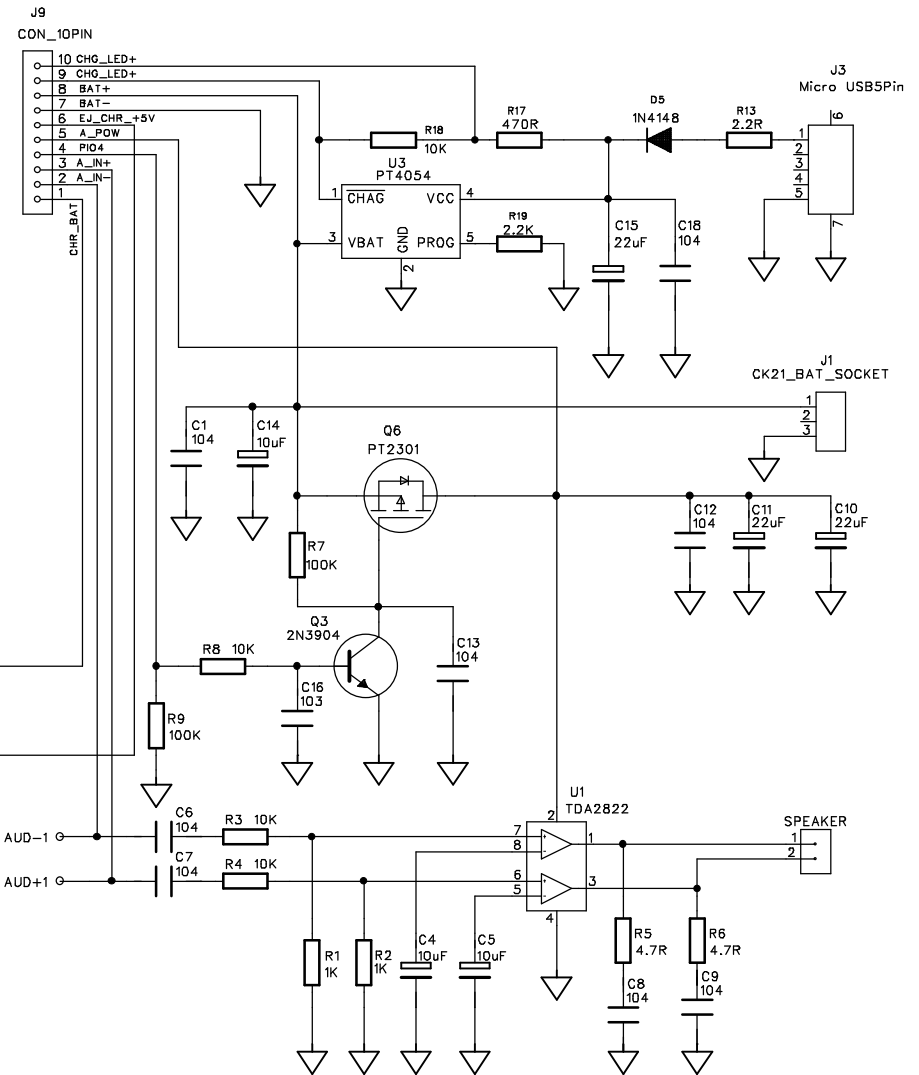 J9
CON_10PIN
10 CHG_LED+
9 CHG_LED+
8 BAT+
7 BAT-
6 EJ_CHR_+5V
5 A_POW
4 PIO4
3 A_IN+
2 A_IN-
1
CHR_BAT
R18
10K
R17
470R
D5
1N4148
R13
2.2R
J3
Micro USB5Pin
6
1
2
3
4
5
7
U3
PT4054
1 CHAG VCC 4
3 VBAT GND PROG 5
2
R19
2.2K
C15
22uF
C18
104
J1
CK21_BAT_SOCKET
1
2
3
C1
104
C14
10uF
Q6
PT2301
C12
104
C11
22uF
C10
22uF
R7
100K
Q3
2N3904
R8 10K
C16
103
C13
104
R9
100K
U1
TDA2822
2
AUD-1
C6
104
R3 10K
7
8
1
AUD+1
C7
104
R4 10K
6
5
3
4
SPEAKER
1
2
R1
1K
R2
1K
C4
10uF
C5
10uF
R5
4.7R
R6
4.7R
C8
104
C9
104